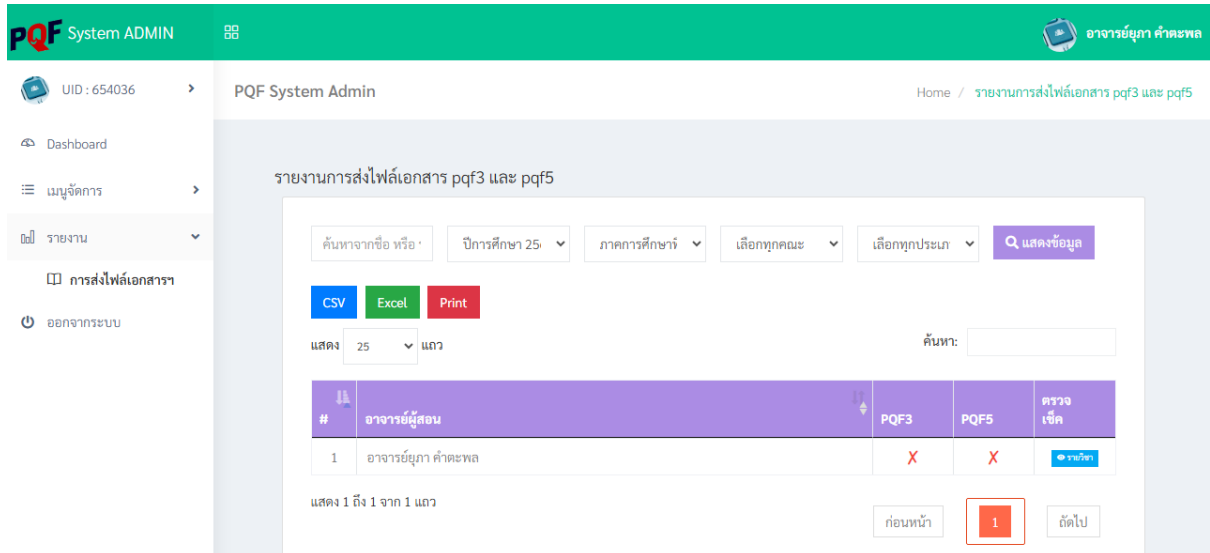 PQF System ADMIN
อาจารย์ยุภา คำตะพล
UID : 654036
PQF System Admin
Home / รายงานการส่งไฟล์เอกสาร pqf3 และ pqf5
Dashboard
เมนูจัดการ
รายงาน
การส่งไฟล์เอกสารฯ
ออกจากระบบ
รายงานการส่งไฟล์เอกสาร pqf3 และ pqf5
ค้นหาจากชื่อ หรือ ปีการศึกษา 25 ภาคการศึกษาที่ เลือกทุกคณะ เลือกทุกประเภ แสดงข้อมูล
CSV Excel Print
แสดง 25 แถว ค้นหา:
# อาจารย์ผู้สอน PQF3 PQF5 ตรวจ
เช็ค
1 อาจารย์ยุภา คำตะพล ✗ ✗ รายวิชา
แสดง 1 ถึง 1 จาก 1 แถว
ก่อนหน้า 1 ถัดไป